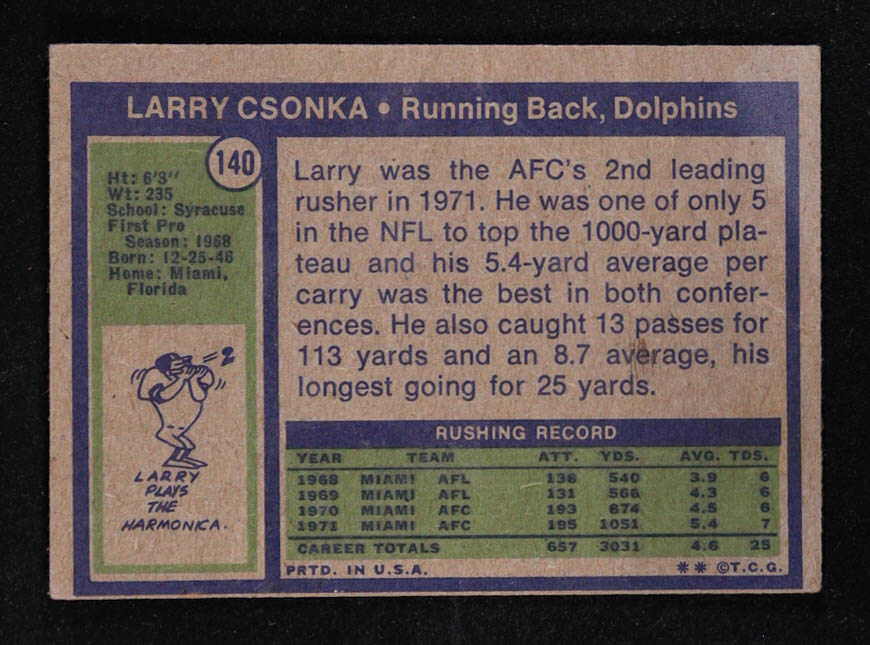 LARRY CSONKA • Running Back, Dolphins
140
Ht: 6'3"
Wt: 235
School: Syracuse
First Pro
Season: 1968
Born: 12-25-46
Home: Miami,
Florida
LARRY
PLAYS
THE
HARMONICA.
Larry was the AFC's 2nd leading
rusher in 1971. He was one of only 5
in the NFL to top the 1000-yard pla-
teau and his 5.4-yard average per
carry was the best in both confer-
ences. He also caught 13 passes for
113 yards and an 8.7 average, his
longest going for 25 yards.
RUSHING RECORD
YEAR TEAM ATT. YDS. AVG. TDS.
1968 MIAMI AFL 138 540 3.9 6
1969 MIAMI AFL 131 566 4.3 6
1970 MIAMI AFC 193 874 4.5 6
1971 MIAMI AFC 195 1051 5.4 7
CAREER TOTALS 657 3031 4.6 25
PRTD. IN U.S.A. ** ©T.C.G.